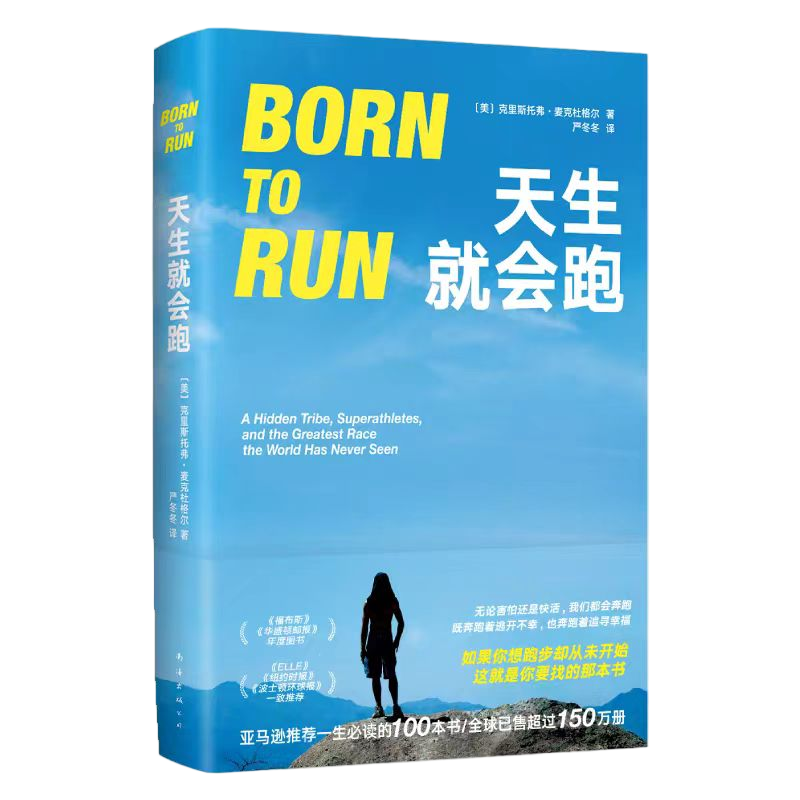 BORN
TO
RUN
天生就会跑
〔美〕克里斯托弗·麦克杜格尔 著
严冬冬 译
南海出版公司
〔美〕克里斯托弗·麦克杜格尔 著
严冬冬 译
BORN
TO
RUN
天生
就会跑
A Hidden Tribe, Superathletes,
and the Greatest Race
the World Has Never Seen
《福布斯》
《华盛顿邮报》
年度图书
《ELLE》
《纽约时报》
《波士顿环球报》
一致推荐
无论害怕还是快活，我们都会奔跑
既奔跑着逃开不幸，也奔跑着追寻幸福
如果你想跑步却从未开始
这就是你要找的那本书
亚马逊推荐一生必读的100本书/全球已售超过150万册